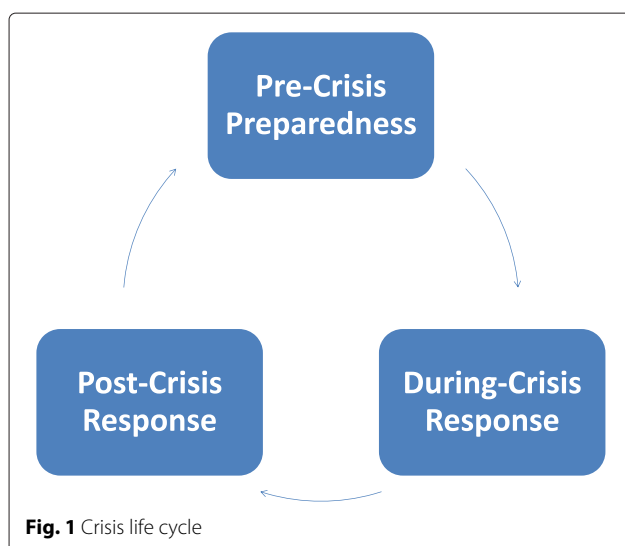 Pre-Crisis
Preparedness
Post-Crisis
Response
During-Crisis
Response
Fig. 1 Crisis life cycle